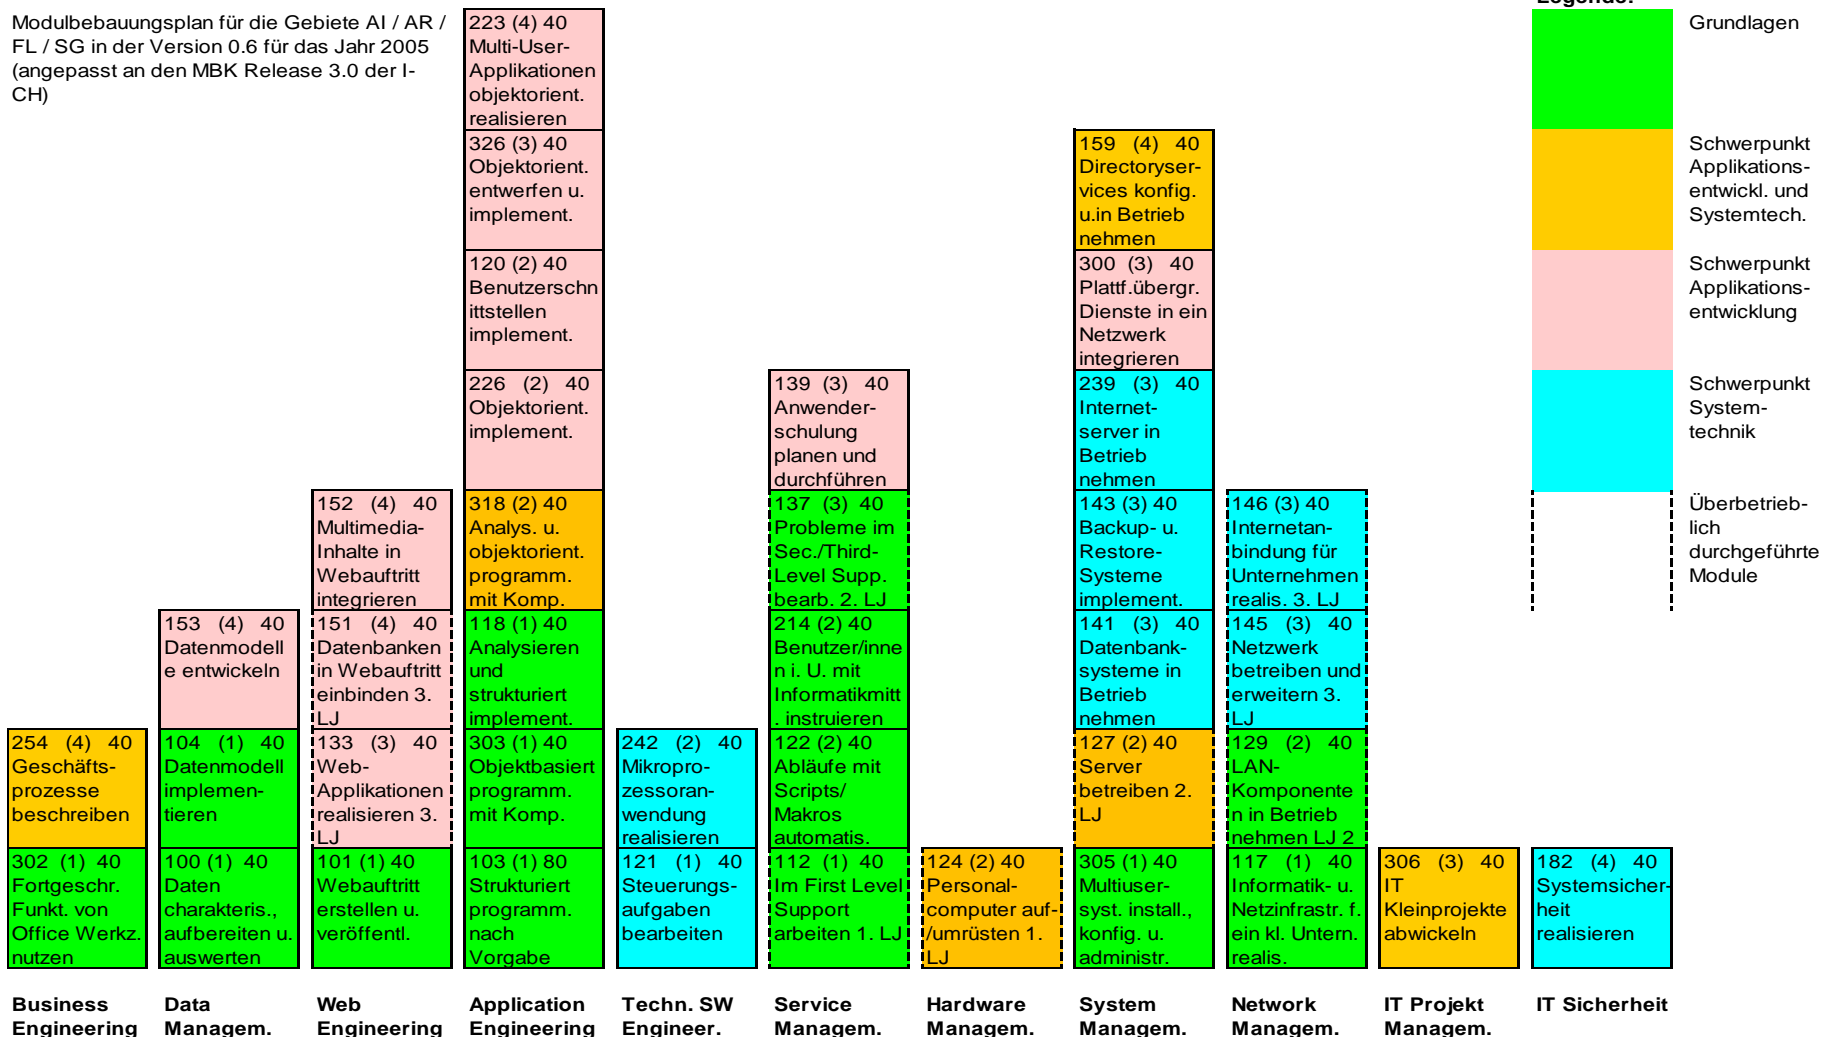 Modulbebauungsplan für die Gebiete AI / AR /
FL / SG in der Version 0.6 für das Jahr 2005
(angepasst an den MBK Release 3.0 der I-
CH)
223 (4) 40
Multi-User-
Applikationen
objektorient.
realisieren
326 (3) 40
Objektorient.
entwerfen u.
implement.
120 (2) 40
Benutzerschn
ittstellen
implement.
226 (2) 40
Objektorient.
implement.
318 (2) 40
Analys. u.
objektorient.
programm.
mit Komp.
118 (1) 40
Analysieren
und
strukturiert
implement.
303 (1) 40
Objektbasiert
programm.
mit Komp.
103 (1) 80
Strukturiert
programm.
nach
Vorgabe
Application
Engineering
254 (4) 40
Geschäfts-
prozesse
beschreiben
302 (1) 40
Fortgeschr.
Funkt. von
Office Werkz.
nutzen
Business
Engineering
153 (4) 40
Datenmodell
e entwickeln
104 (1) 40
Datenmodell
implemen-
tieren
100 (1) 40
Daten
charakteris.,
aufbereiten u.
auswerten
Data
Managem.
152 (4) 40
Multimedia-
Inhalte in
Webauftritt
integrieren
151 (4) 40
Datenbanken
in Webauftritt
einbinden 3.
LJ
133 (3) 40
Web-
Applikationen
realisieren 3.
LJ
101 (1) 40
Webauftritt
erstellen u.
veröffentl.
Web
Engineering
242 (2) 40
Mikropro-
zessoran-
wendung
realisieren
121 (1) 40
Steuerungs-
aufgaben
bearbeiten
Techn. SW
Engineer.
139 (3) 40
Anwender-
schulung
planen und
durchführen
137 (3) 40
Probleme im
Sec./Third-
Level Supp.
bearb. 2. LJ
214 (2) 40
Benutzer/inne
n i. U. mit
Informatikmitt
. instruieren
122 (2) 40
Abläufe mit
Scripts/
Makros
automatis.
112 (1) 40
Im First Level
Support
arbeiten 1. LJ
Service
Managem.
124 (2) 40
Personal-
computer auf-
/umrüsten 1.
LJ
Hardware
Managem.
159 (4) 40
Directoryser-
vices konfig.
u.in Betrieb
nehmen
300 (3) 40
Plattf.übergr.
Dienste in ein
Netzwerk
integrieren
239 (3) 40
Internet-
server in
Betrieb
nehmen
143 (3) 40
Backup- u.
Restore-
Systeme
implement.
141 (3) 40
Datenbank-
systeme in
Betrieb
nehmen
127 (2) 40
Server
betreiben 2.
LJ
305 (1) 40
Multiuser-
syst. install.,
konfig. u.
administr.
System
Managem.
146 (3) 40
Internetan-
bindung für
Unternehmen
realis. 3. LJ
145 (3) 40
Netzwerk
betreiben und
erweitern 3.
LJ
129 (2) 40
LAN-
Komponente
n in Betrieb
nehmen LJ 2
117 (1) 40
Informatik- u.
Netzinfrastr. f.
ein kl. Untern.
realis.
Network
Managem.
306 (3) 40
IT
Kleinprojekte
abwickeln
IT Projekt
Managem.
182 (4) 40
Systemsicher-
heit
realisieren
IT Sicherheit
Legende:
Grundlagen
Schwerpunkt
Applikations-
entwickl. und
Systemtech.
Schwerpunkt
Applikations-
entwicklung
Schwerpunkt
System-
technik
Überbetrieb-
lich
durchgeführte
Module